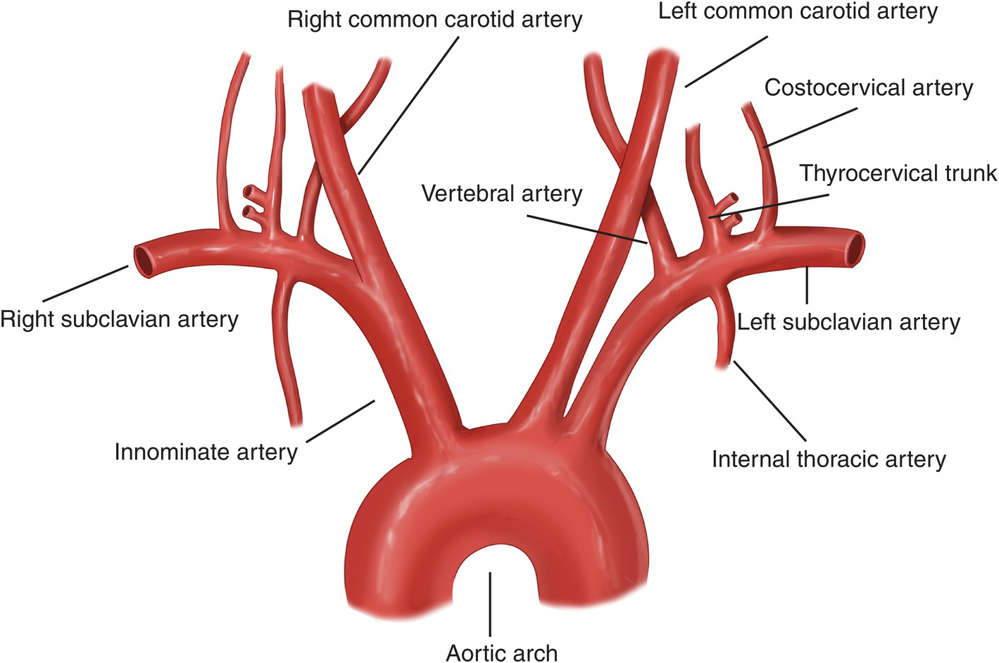 Left common carotid artery
Right common carotid artery
Costocervical artery
Thyrocervical trunk
Vertebral artery
Right subclavian artery
Left subclavian artery
Innominate artery
Internal thoracic artery
Aortic arch